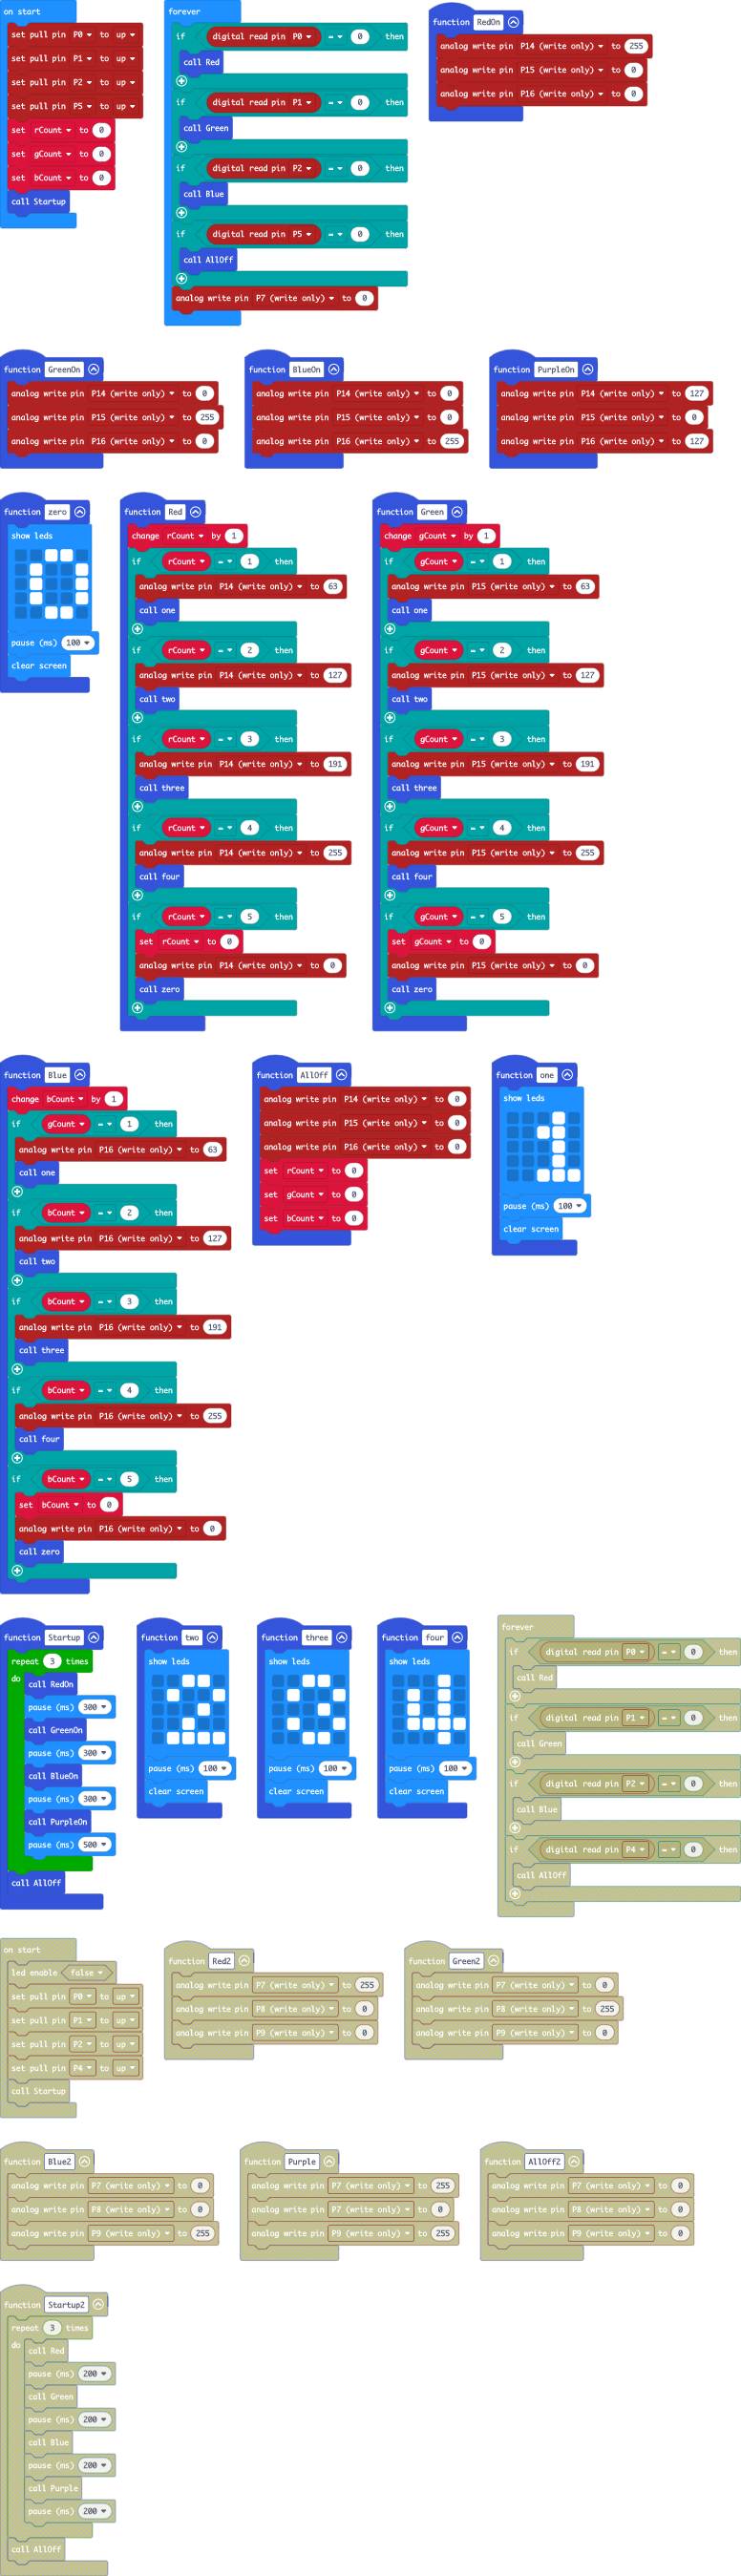 on start
set pull pin P0 to up
set pull pin P1 to up
set pull pin P2 to up
set pull pin P5 to up
set rCount to 0
set gCount to 0
set bCount to 0
call Startup
forever
if digital read pin P0 = 0 then
call Red
if digital read pin P1 = 0 then
call Green
if digital read pin P2 = 0 then
call Blue
if digital read pin P5 = 0 then
call AllOff
analog write pin P7 (write only) to 0
function RedOn
analog write pin P14 (write only) to 255
analog write pin P15 (write only) to 0
analog write pin P16 (write only) to 0
function GreenOn
analog write pin P14 (write only) to 0
analog write pin P15 (write only) to 255
analog write pin P16 (write only) to 0
function BlueOn
analog write pin P14 (write only) to 0
analog write pin P15 (write only) to 0
analog write pin P16 (write only) to 255
function PurpleOn
analog write pin P14 (write only) to 127
analog write pin P15 (write only) to 0
analog write pin P16 (write only) to 127
function zero
show leds
pause (ms) 100
clear screen
function Red
change rCount by 1
if rCount = 1 then
analog write pin P14 (write only) to 63
call one
if rCount = 2 then
analog write pin P14 (write only) to 127
call two
if rCount = 3 then
analog write pin P14 (write only) to 191
call three
if rCount = 4 then
analog write pin P14 (write only) to 255
call four
if rCount = 5 then
set rCount to 0
analog write pin P14 (write only) to 0
call zero
function Green
change gCount by 1
if gCount = 1 then
analog write pin P15 (write only) to 63
call one
if gCount = 2 then
analog write pin P15 (write only) to 127
call two
if gCount = 3 then
analog write pin P15 (write only) to 191
call three
if gCount = 4 then
analog write pin P15 (write only) to 255
call four
if gCount = 5 then
set gCount to 0
analog write pin P15 (write only) to 0
call zero
function Blue
change bCount by 1
if gCount = 1 then
analog write pin P16 (write only) to 63
call one
if bCount = 2 then
analog write pin P16 (write only) to 127
call two
if bCount = 3 then
analog write pin P16 (write only) to 191
call three
if bCount = 4 then
analog write pin P16 (write only) to 255
call four
if bCount = 5 then
set bCount to 0
analog write pin P16 (write only) to 0
call zero
function AllOff
analog write pin P14 (write only) to 0
analog write pin P15 (write only) to 0
analog write pin P16 (write only) to 0
set rCount to 0
set gCount to 0
set bCount to 0
function one
show leds
pause (ms) 100
clear screen
function Startup
repeat 3 times
do
call RedOn
pause (ms) 300
call GreenOn
pause (ms) 300
call BlueOn
pause (ms) 300
call PurpleOn
pause (ms) 500
call AllOff
function two
show leds
pause (ms) 100
clear screen
function three
show leds
pause (ms) 100
clear screen
function four
show leds
pause (ms) 100
clear screen
forever
if digital read pin P0 = 0 then
call Red
if digital read pin P1 = 0 then
call Green
if digital read pin P2 = 0 then
call Blue
if digital read pin P4 = 0 then
call AllOff
on start
led enable false
set pull pin P0 to up
set pull pin P1 to up
set pull pin P2 to up
set pull pin P4 to up
call Startup
function Red2
analog write pin P7 (write only) to 255
analog write pin P8 (write only) to 0
analog write pin P9 (write only) to 0
function Green2
analog write pin P7 (write only) to 0
analog write pin P8 (write only) to 255
analog write pin P9 (write only) to 0
function Blue2
analog write pin P7 (write only) to 0
analog write pin P8 (write only) to 0
analog write pin P9 (write only) to 255
function Purple
analog write pin P7 (write only) to 255
analog write pin P7 (write only) to 0
analog write pin P9 (write only) to 255
function AllOff2
analog write pin P7 (write only) to 0
analog write pin P8 (write only) to 0
analog write pin P9 (write only) to 0
function Startup2
repeat 3 times
do
call Red
pause (ms) 200
call Green
pause (ms) 200
call Blue
pause (ms) 200
call Purple
pause (ms) 200
call AllOff